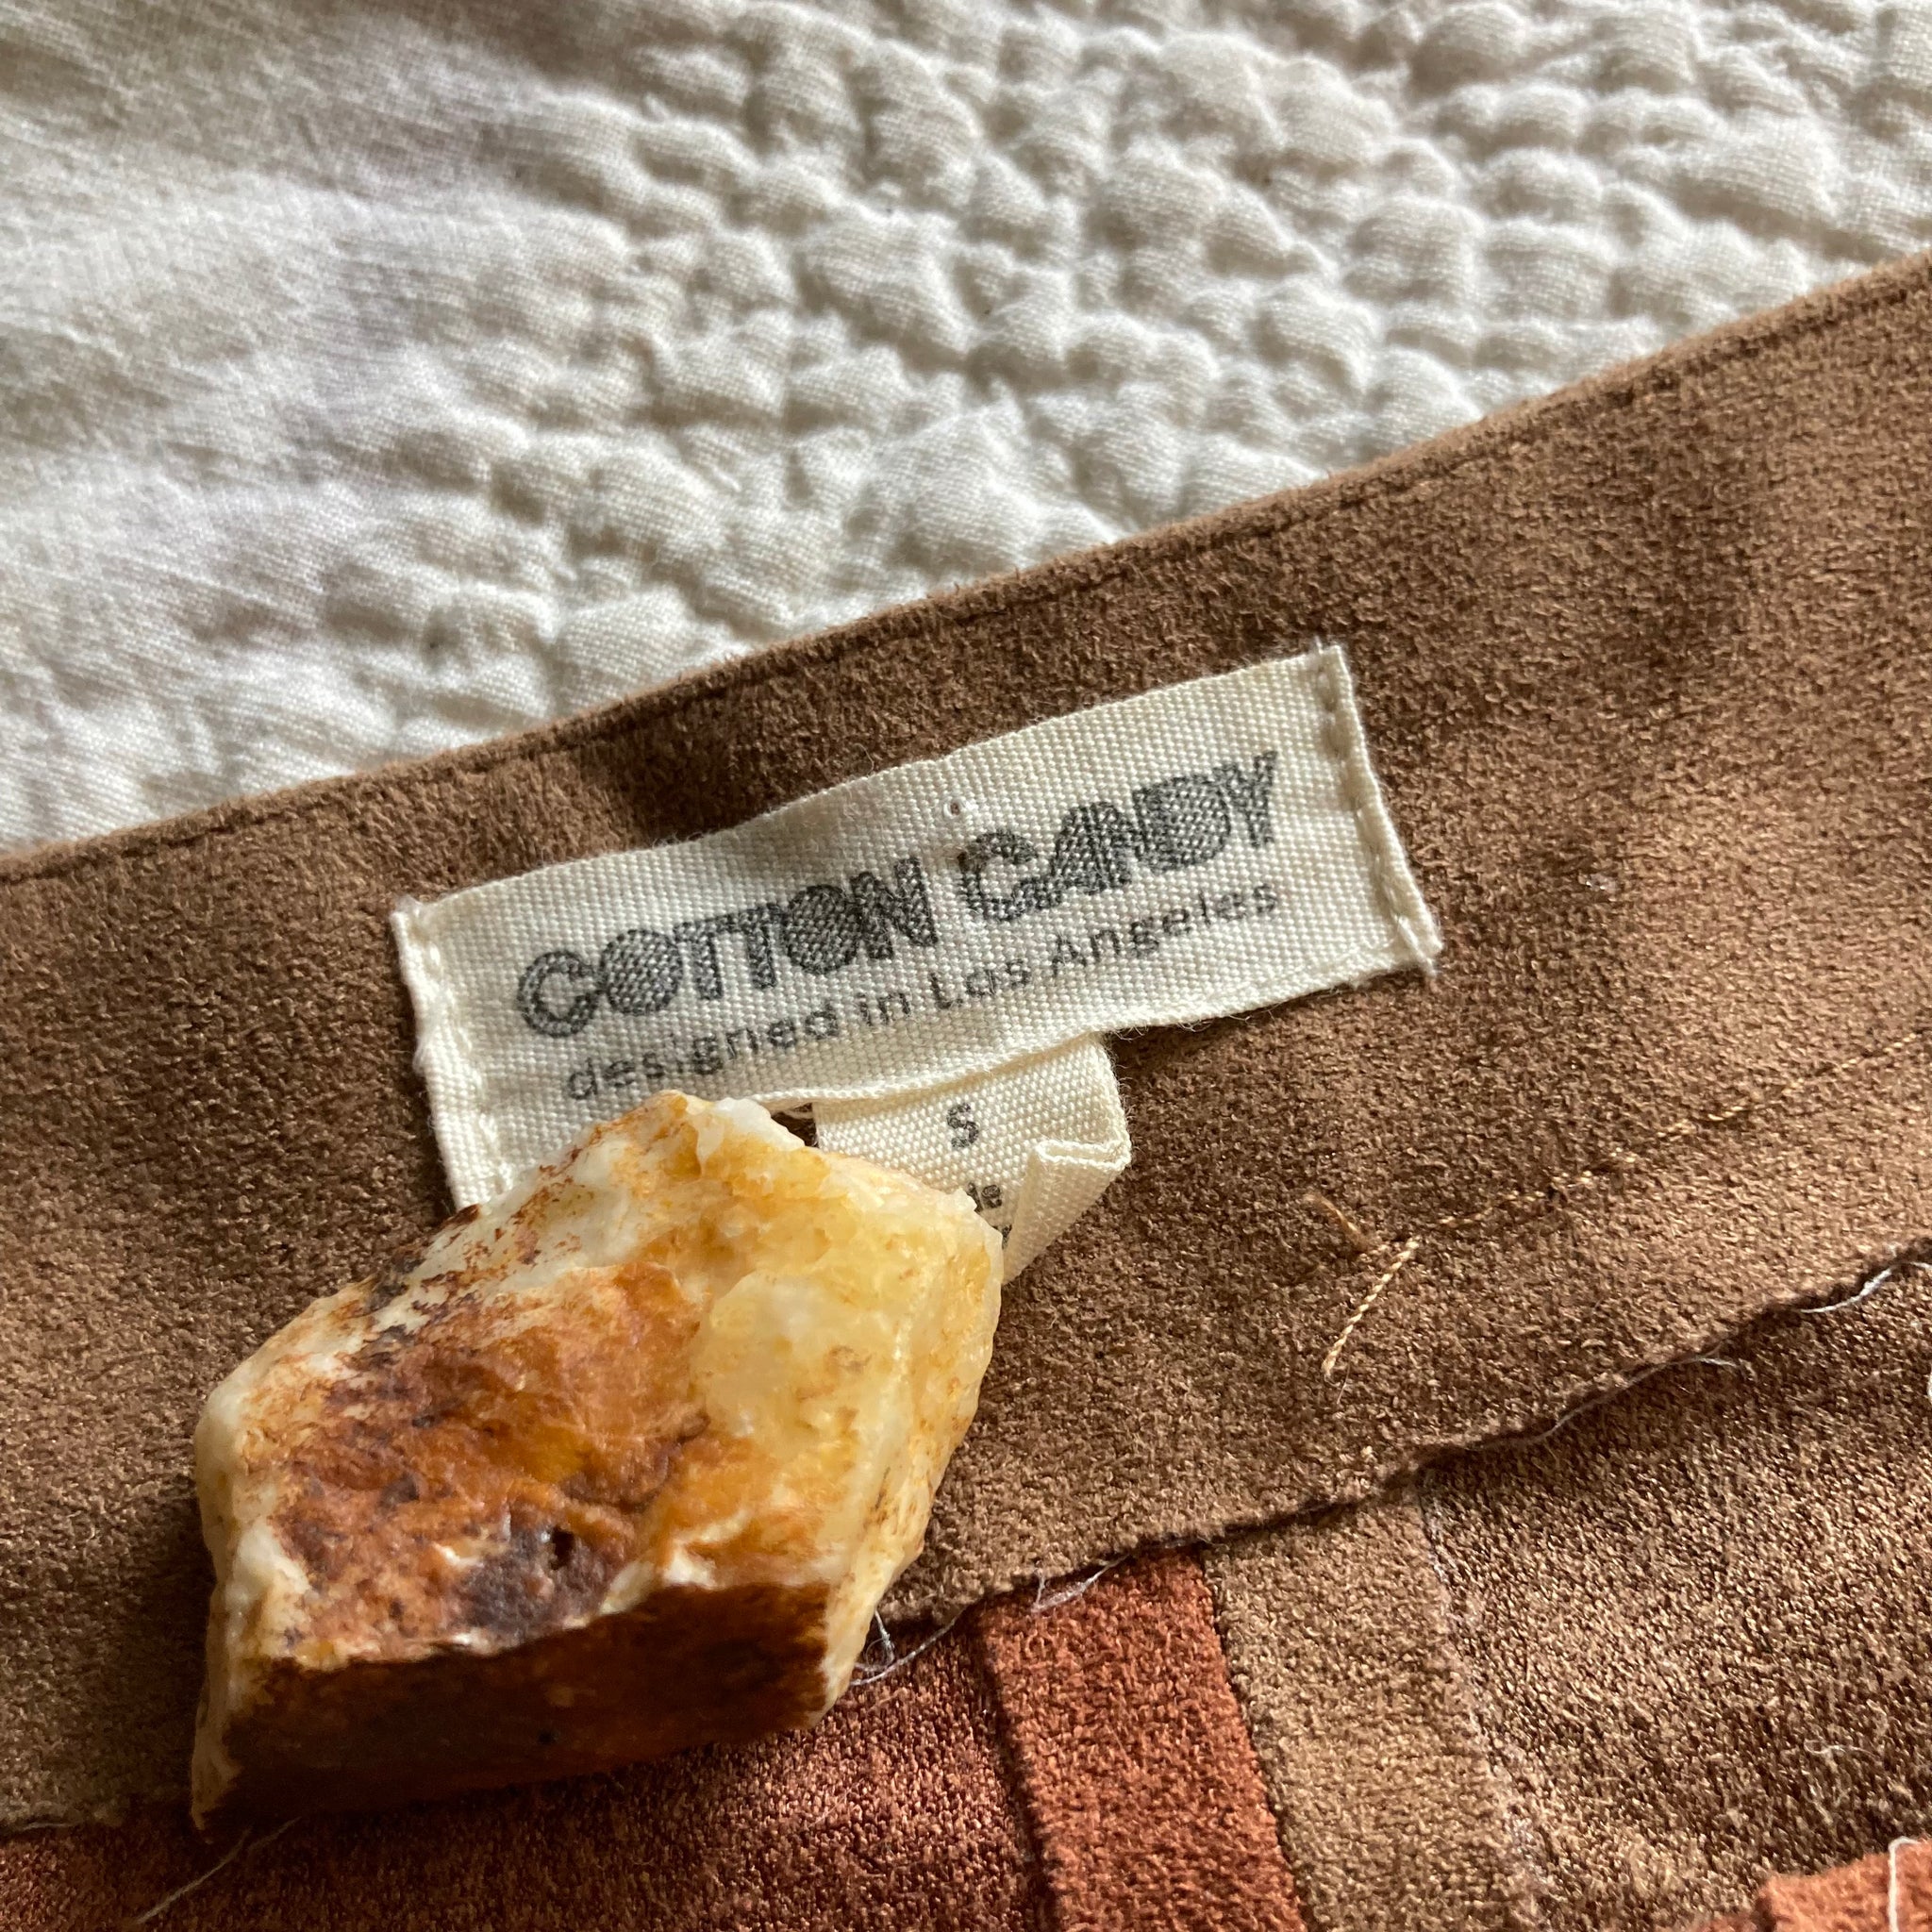 COTTON CANDY
designed in Los Angeles
S